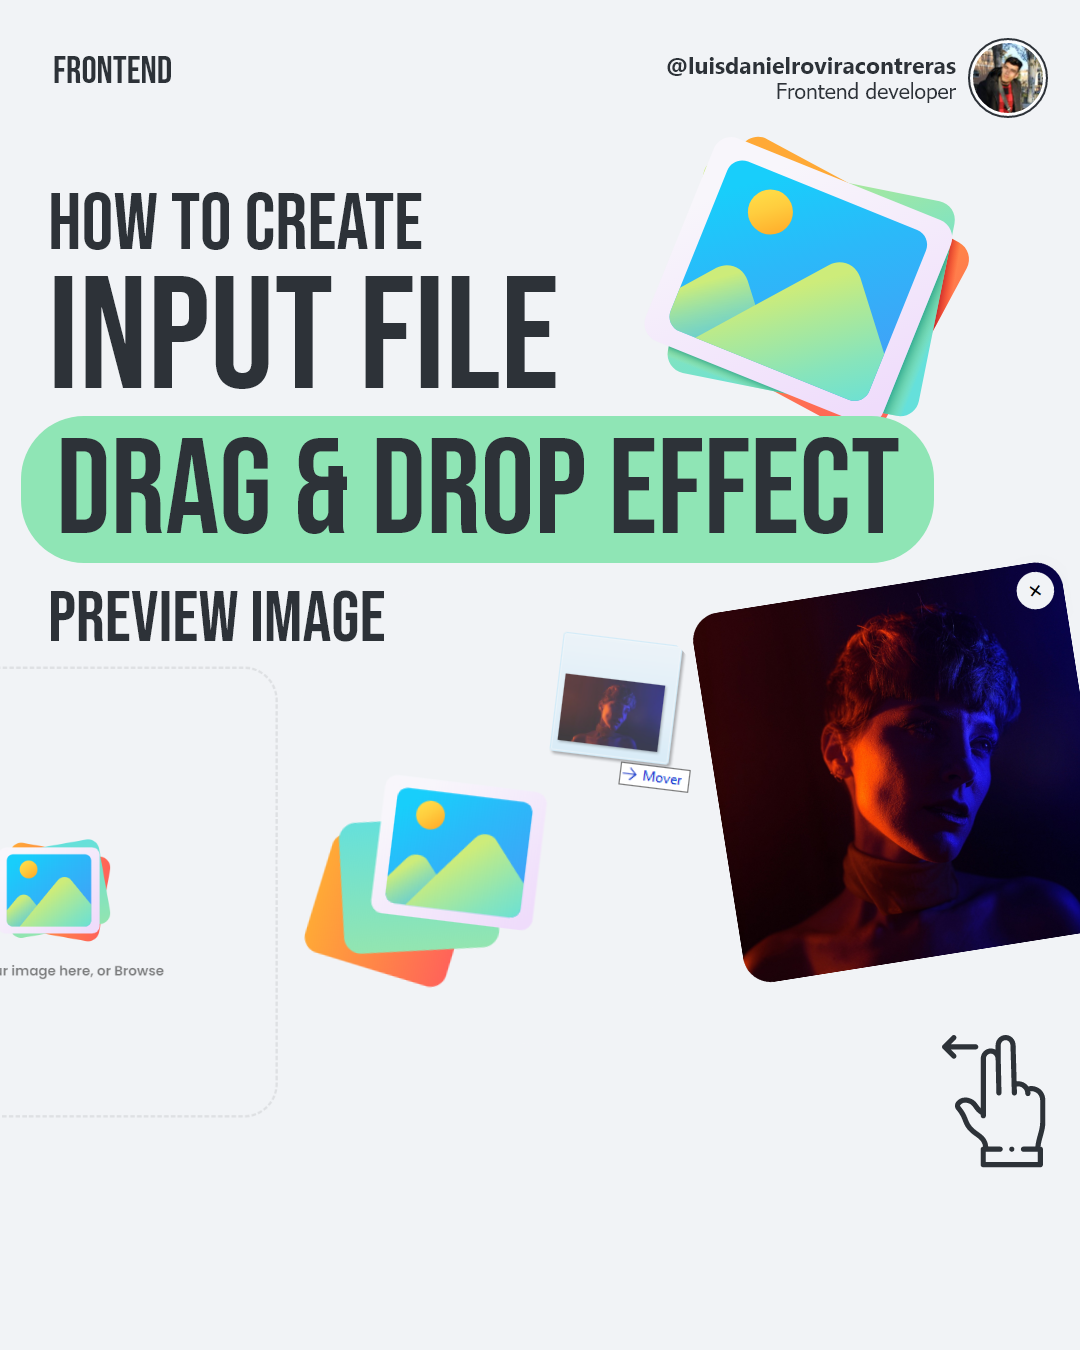 FRONTEND
@luisdanielroviracontreras
Frontend developer
HOW TO CREATE
INPUT FILE
DRAG & DROP EFFECT
PREVIEW IMAGE
Mover
image here, or Browse